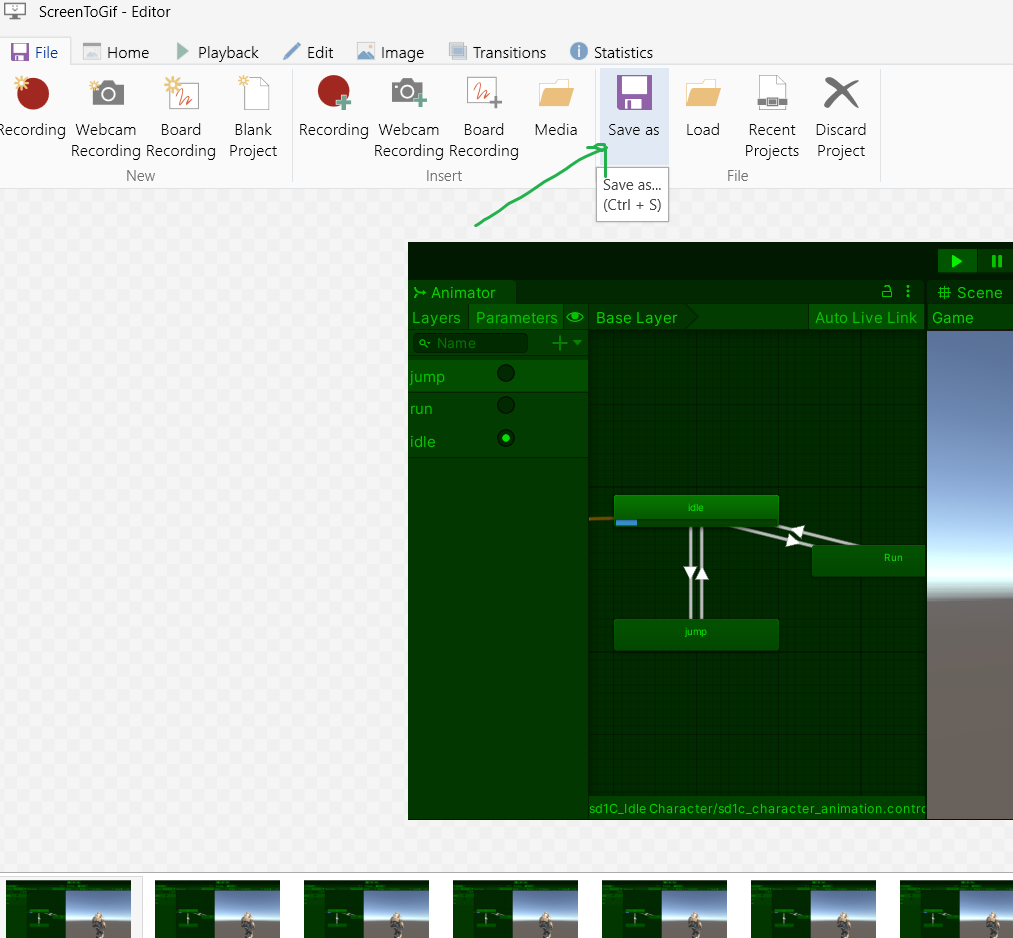 ScreenToGif - Editor
File Home Playback Edit Image Transitions Statistics
Recording Webcam Recording Board Recording Blank Project
New
Recording Webcam Recording Board Recording Media
Insert
Save as Load Recent Projects Discard Project
File
Save as...
(Ctrl + S)
Animator
Scene
Layers Parameters Base Layer Auto Live Link Game
Name
jump
run
idle
idle
Run
jump
sd1C_Idle Character/sd1c_character_animation.contro